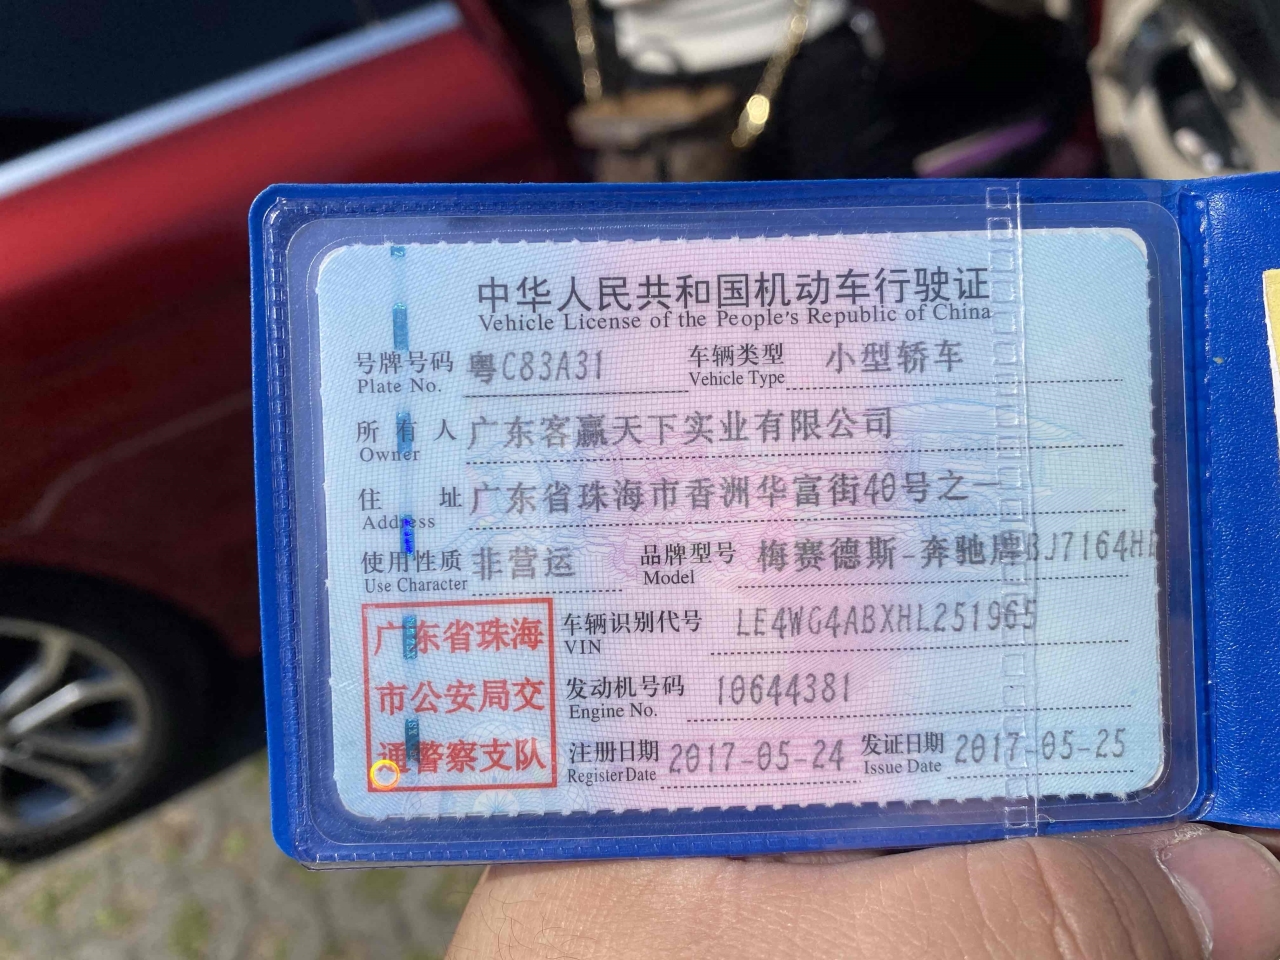 中华人民共和国机动车行驶证
Vehicle License of the People's Republic of China
号牌号码 粤C83A31 车辆类型 小型轿车
Plate No. Vehicle Type
所有人 广东客赢天下实业有限公司
Owner
住址 广东省珠海市香洲华富街40号之一
Address
使用性质 非营运 品牌型号 梅赛德斯-奔驰牌BJ7164HE
Use Character Model
广东省珠海
市公安局交
通警察支队
车辆识别代号 LE4WG4ABXHL251965
VIN
发动机号码 10644381
Engine No.
注册日期 2017-05-24 发证日期 2017-05-25
Register Date Issue Date